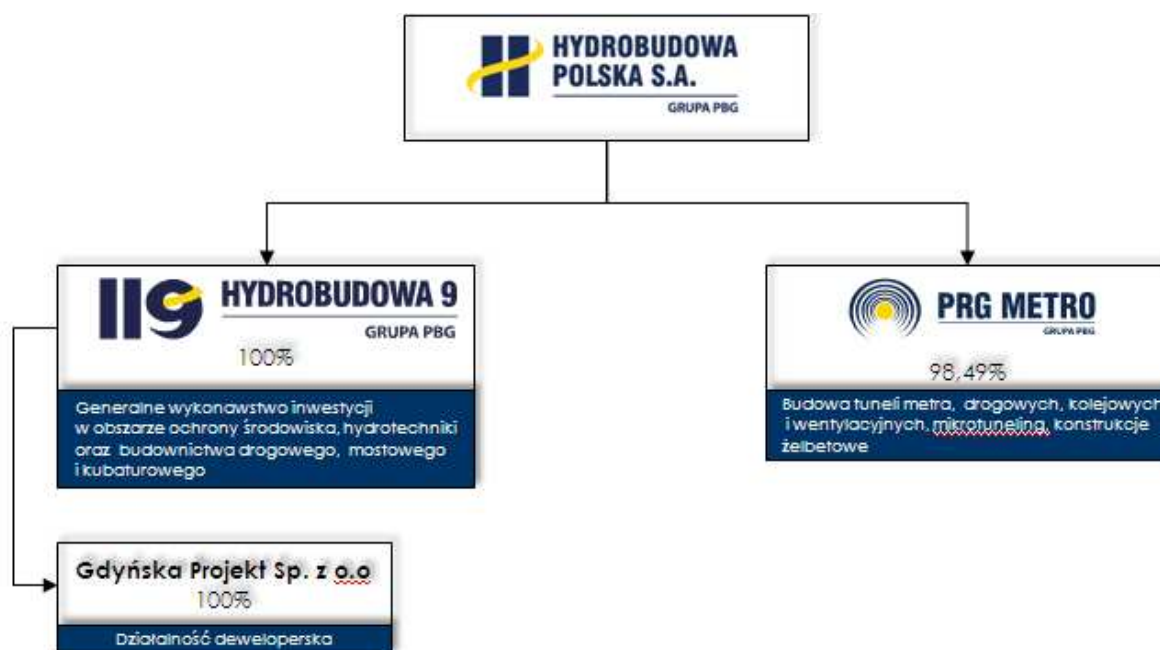 HYDROBUDOWA
POLSKA S.A.
GRUPA PBG
HYDROBUDOWA 9
GRUPA PBG
100%
Generalne wykonawstwo inwestycji
w obszarze ochrony środowiska, hydrotechniki
oraz budownictwa drogowego, mostowego
i kubaturowego
PRG METRO
GRUPA PBG
98,49%
Budowa tuneli metra, drogowych, kolejowych
i wentylacyjnych, mikrotuneling, konstrukcje
żelbetowe
Gdyńska Projekt Sp. z o.o
100%
Działalność deweloperska